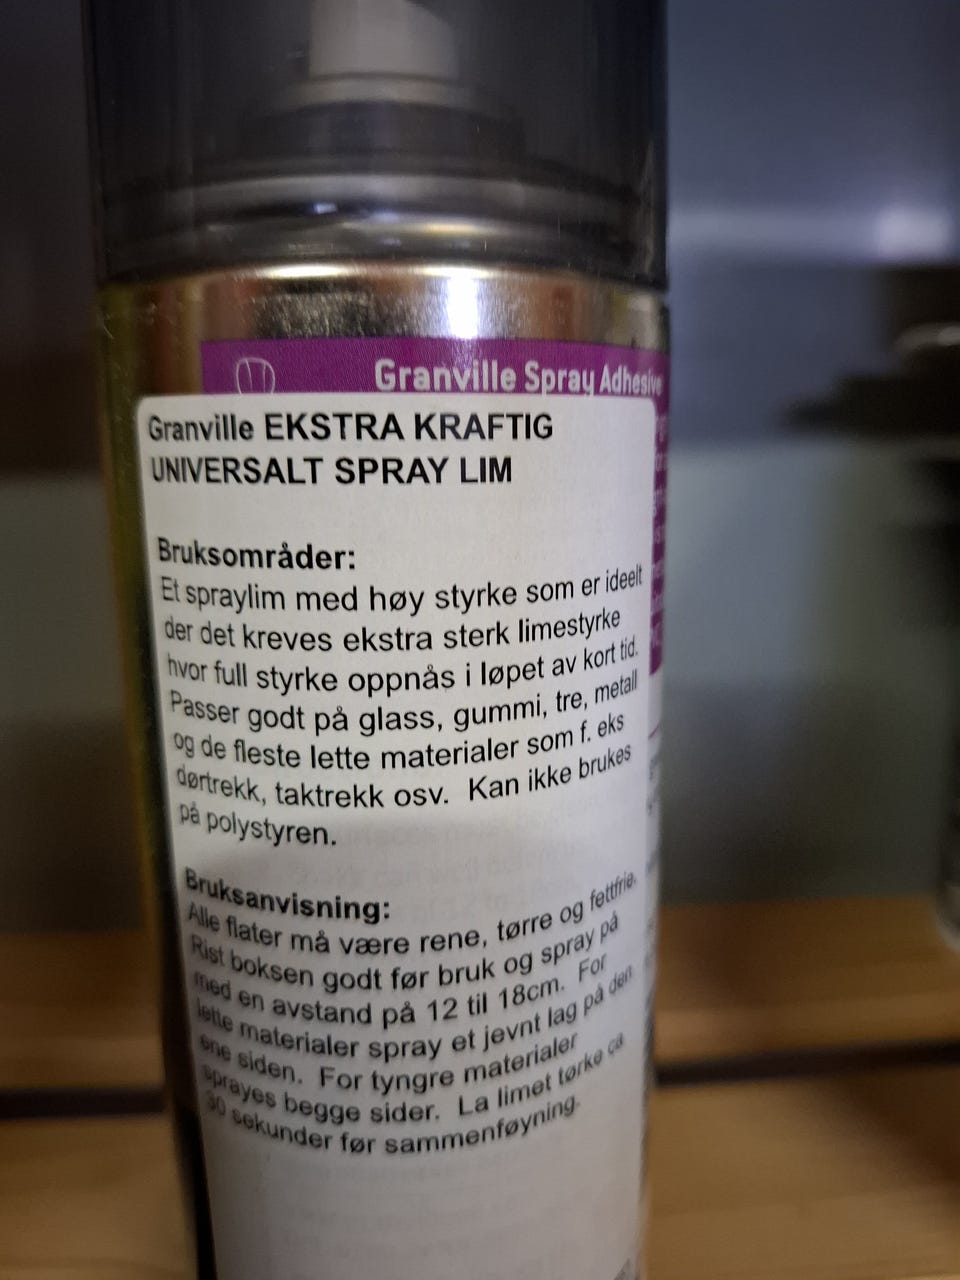 Granville Spray Adhesive
Granville EKSTRA KRAFTIG
UNIVERSALT SPRAY LIM
Bruksområder:
Et spraylim med høy styrke som er ideelt
der det kreves ekstra sterk limestyrke
hvor full styrke oppnås i løpet av kort tid.
Passer godt på glass, gummi, tre, metall
og de fleste lette materialer som f. eks
dørtrekk, taktrekk osv. Kan ikke brukes
på polystyren.
Bruksanvisning:
Alle flater må være rene, tørre og fettfrie.
Rist boksen godt før bruk og spray på
med en avstand på 12 til 18cm. For
lette materialer spray et jevnt lag på den
ene siden. For tyngre materialer
sprayes begge sider. La limet tørke ca
30 sekunder før sammenføyning.